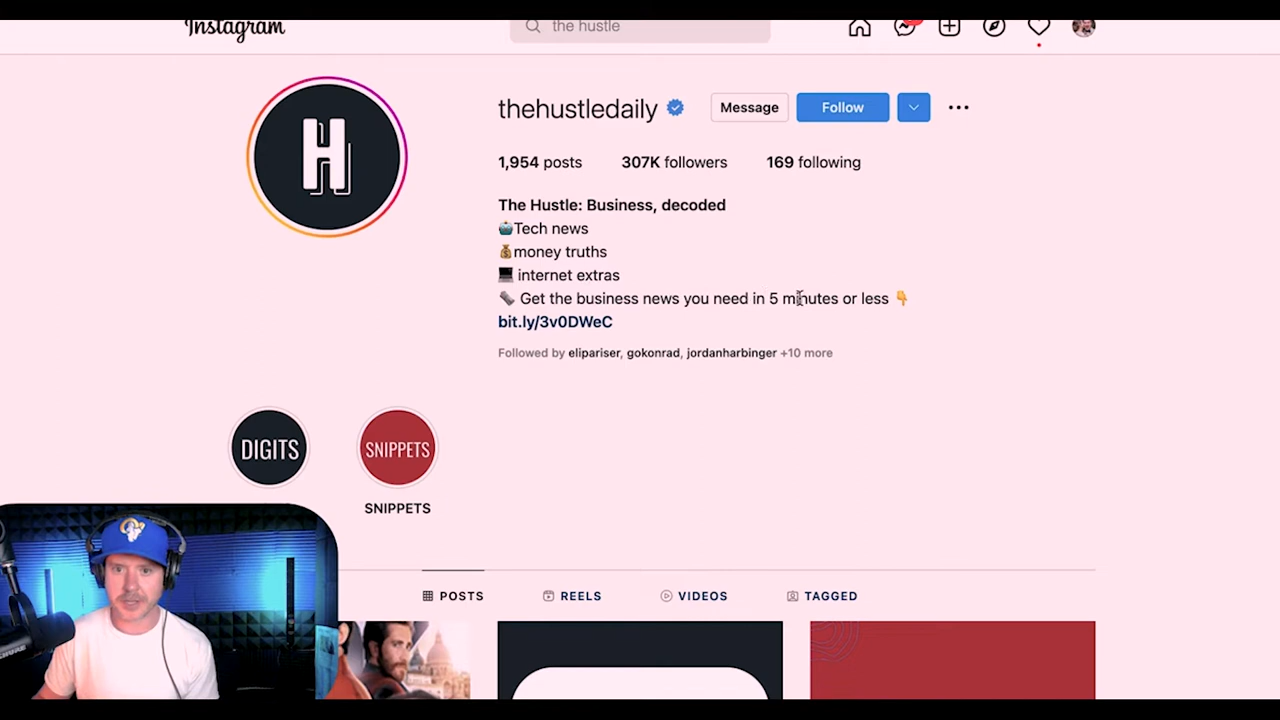 Instagram
the hustle
thehustledaily
Message
Follow
1,954 posts
307K followers
169 following
The Hustle: Business, decoded
🤖Tech news
💰money truths
💻 internet extras
🗞️ Get the business news you need in 5 minutes or less 👇
bit.ly/3v0DWeC
Followed by elipariser, gokonrad, jordanharbinger +10 more
H
DIGITS
SNIPPETS
SNIPPETS
POSTS
REELS
VIDEOS
TAGGED